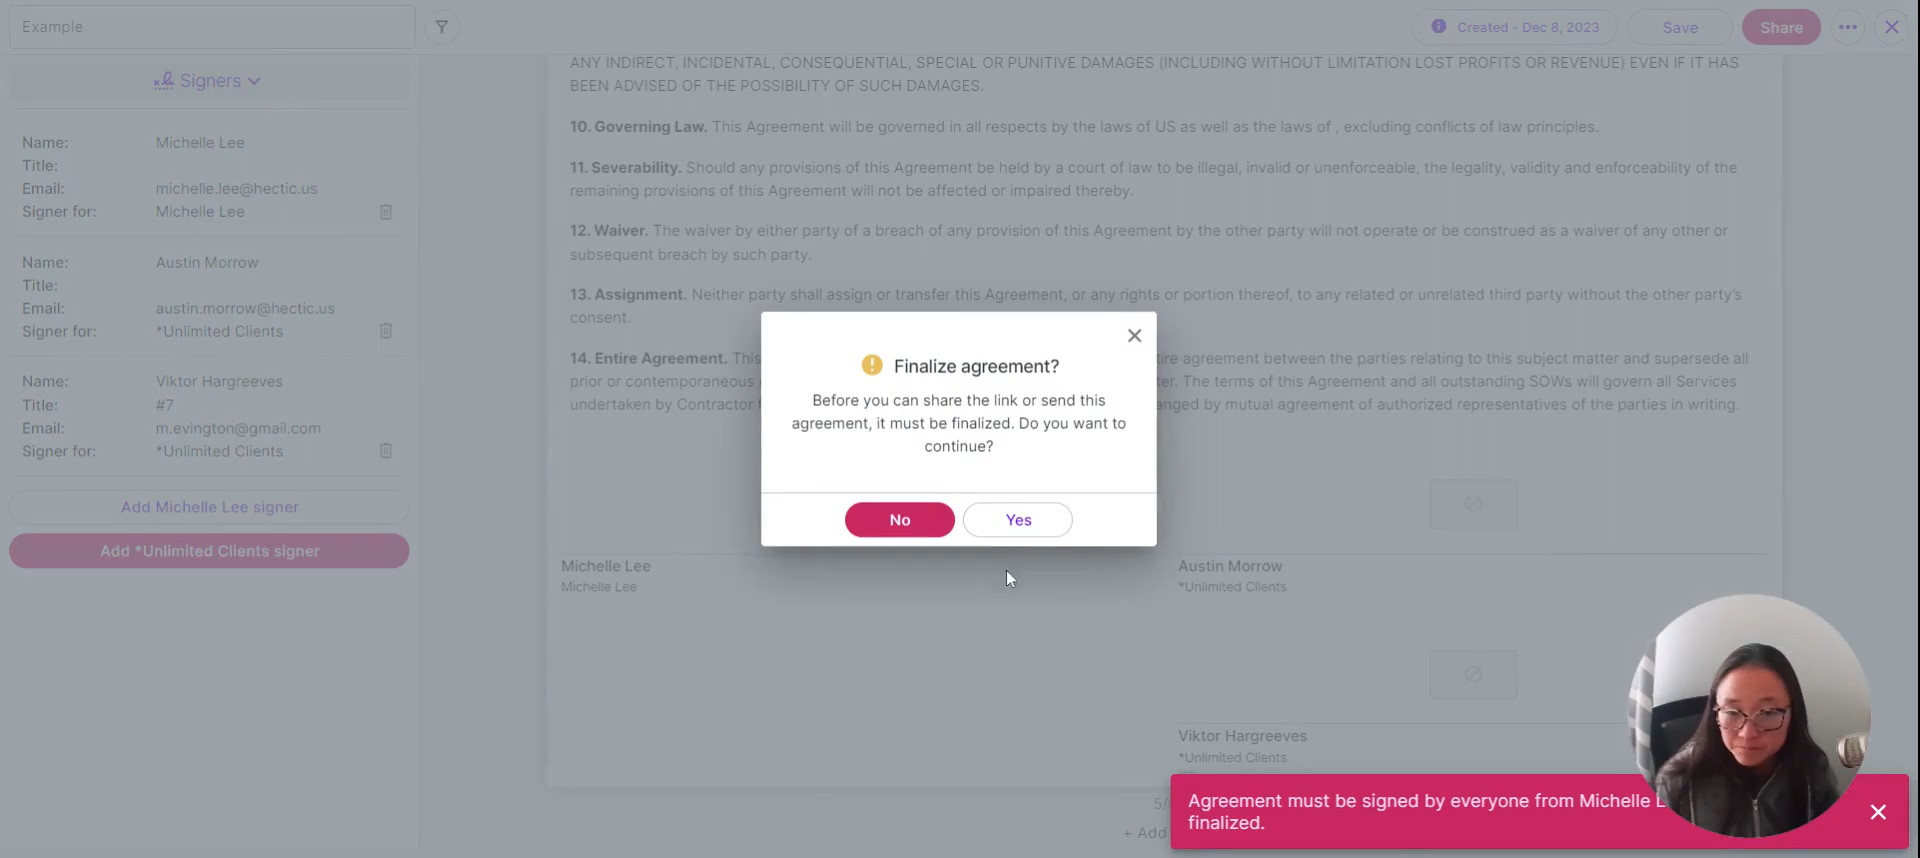 Example
Created - Dec 8, 2023
Save
Share
Signers
Name: Michelle Lee
Title:
Email: michelle.lee@hectic.us
Signer for: Michelle Lee
Name: Austin Morrow
Title:
Email: austin.morrow@hectic.us
Signer for: *Unlimited Clients
Name: Viktor Hargreeves
Title: #7
Email: m.evington@gmail.com
Signer for: *Unlimited Clients
Add Michelle Lee signer
Add *Unlimited Clients signer
ANY INDIRECT, INCIDENTAL, CONSEQUENTIAL, SPECIAL OR PUNITIVE DAMAGES (INCLUDING WITHOUT LIMITATION LOST PROFITS OR REVENUE) EVEN IF IT HAS
BEEN ADVISED OF THE POSSIBILITY OF SUCH DAMAGES.
10. Governing Law. This Agreement will be governed in all respects by the laws of US as well as the laws of , excluding conflicts of law principles.
11. Severability. Should any provisions of this Agreement be held by a court of law to be illegal, invalid or unenforceable, the legality, validity and enforceability of the
remaining provisions of this Agreement will not be affected or impaired thereby.
12. Waiver. The waiver by either party of a breach of any provision of this Agreement by the other party will not operate or be construed as a waiver of any other or
subsequent breach by such party.
13. Assignment. Neither party shall assign or transfer this Agreement, or any rights or portion thereof, to any related or unrelated third party without the other party's
consent.
14. Entire Agreement. This agreement between the parties relating to this subject matter and supersede all
prior or contemporaneous The terms of this Agreement and all outstanding SOWs will govern all Services
undertaken by Contractor by mutual agreement of authorized representatives of the parties in writing.
Finalize agreement?
Before you can share the link or send this
agreement, it must be finalized. Do you want to
continue?
No
Yes
Michelle Lee
Michelle Lee
Austin Morrow
*Unlimited Clients
Viktor Hargreeves
*Unlimited Clients
+ Add
Agreement must be signed by everyone from Michelle
finalized.